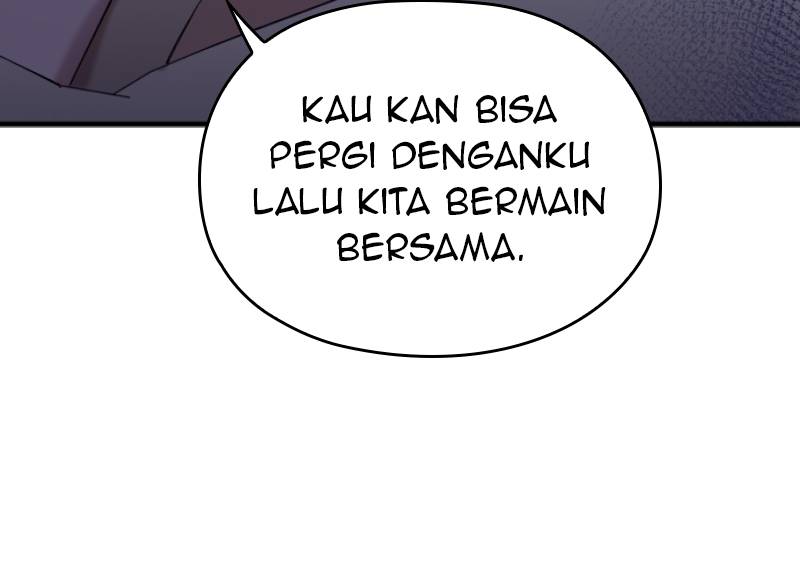 KAU KAN BISA
PERGI DENGANKU
LALU KITA BERMAIN
BERSAMA.